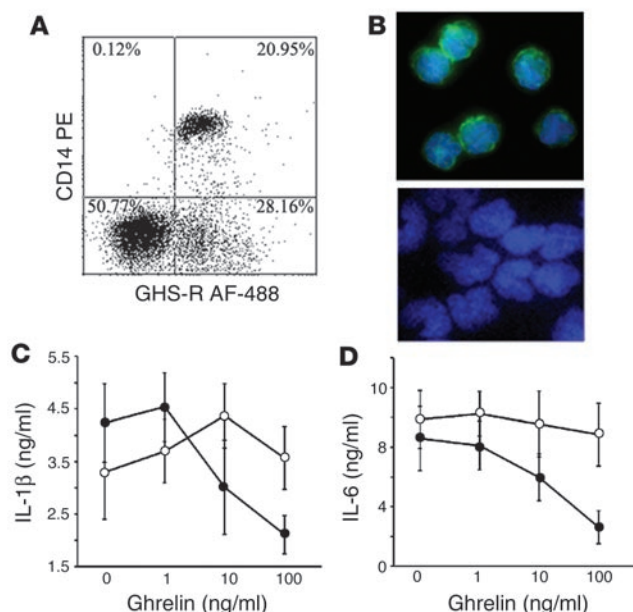 A
0.12%
20.95%
CD14 PE
50.77%
28.16%
GHS-R AF-488
B
C
5.5
4.5
3.5
2.5
1.5
IL-1β (ng/ml)
0
1
10
100
Ghrelin (ng/ml)
D
10
8
6
4
2
0
IL-6 (ng/ml)
0
1
10
100
Ghrelin (ng/ml)